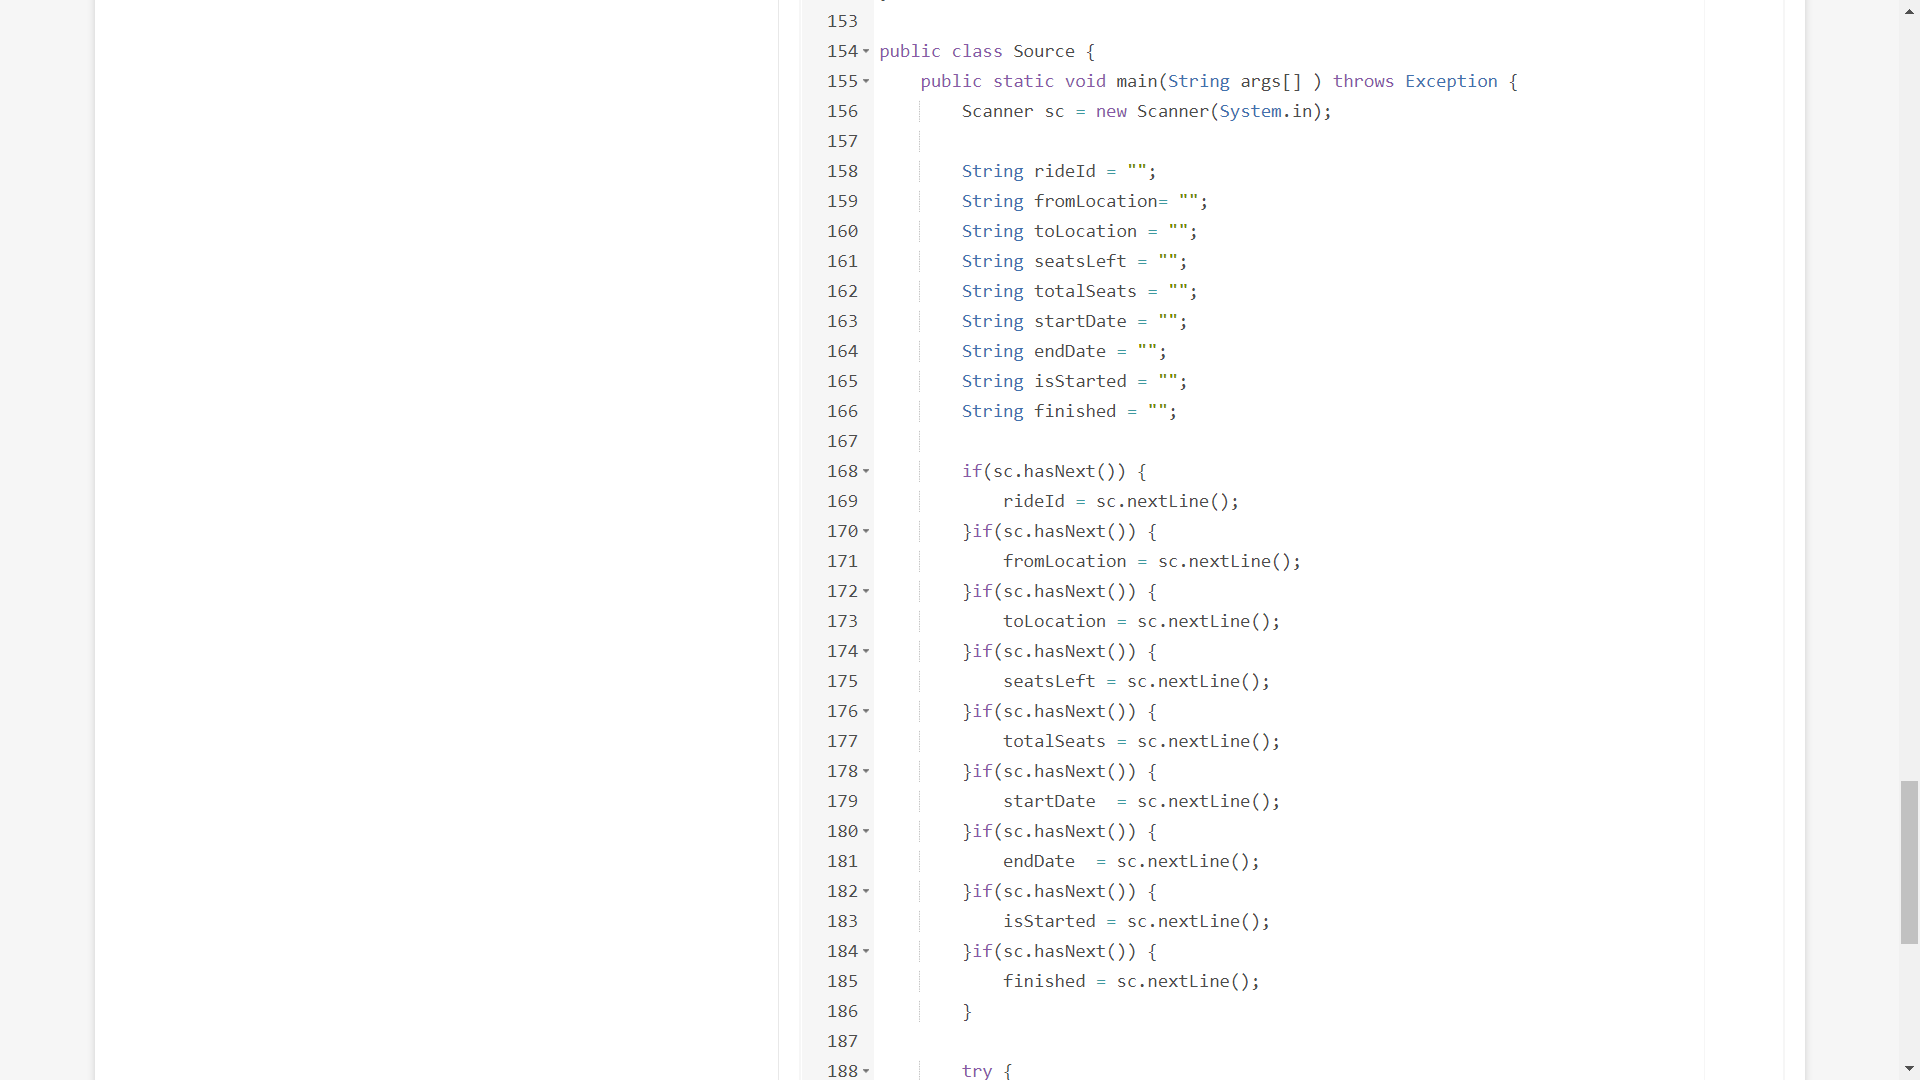 153
154 public class Source {
155 public static void main(String args[] ) throws Exception {
156 Scanner sc = new Scanner(System.in);
157
158 String rideId = "";
159 String fromLocation= "";
160 String toLocation = "";
161 String seatsLeft = "";
162 String totalSeats = "";
163 String startDate = "";
164 String endDate = "";
165 String isStarted = "";
166 String finished = "";
167
168 if(sc.hasNext()) {
169 rideId = sc.nextLine();
170 }if(sc.hasNext()) {
171 fromLocation = sc.nextLine();
172 }if(sc.hasNext()) {
173 toLocation = sc.nextLine();
174 }if(sc.hasNext()) {
175 seatsLeft = sc.nextLine();
176 }if(sc.hasNext()) {
177 totalSeats = sc.nextLine();
178 }if(sc.hasNext()) {
179 startDate  = sc.nextLine();
180 }if(sc.hasNext()) {
181 endDate  = sc.nextLine();
182 }if(sc.hasNext()) {
183 isStarted = sc.nextLine();
184 }if(sc.hasNext()) {
185 finished = sc.nextLine();
186 }
187
188 try {